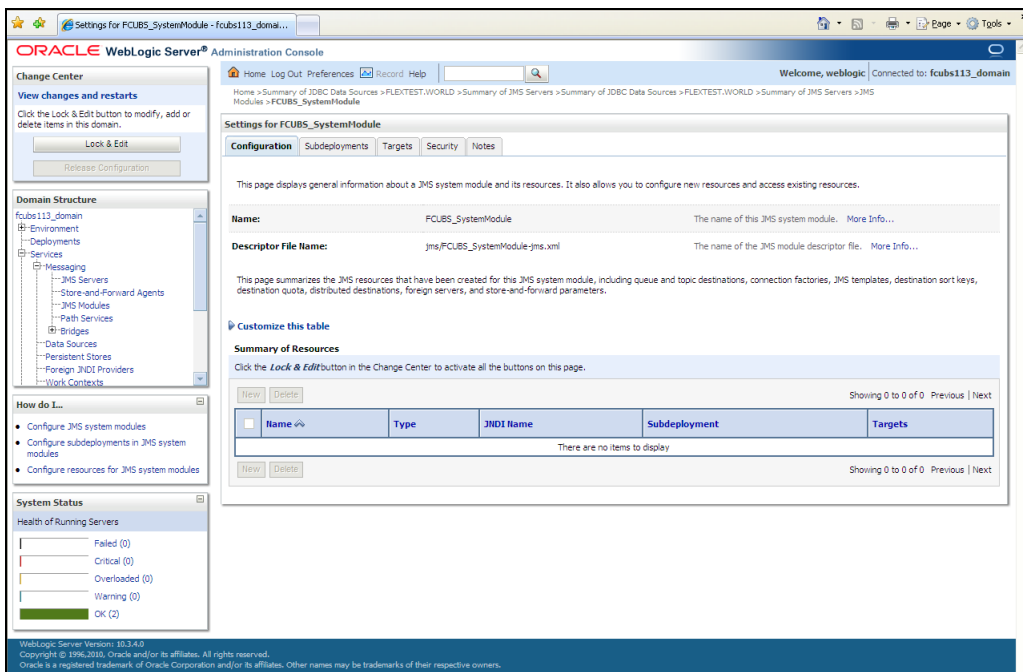 Settings for FCUBS_SystemModule - fcubs113_domai...
Page
Tools
ORACLE WebLogic Server® Administration Console
Change Center
View changes and restarts
Click the Lock & Edit button to modify, add or
delete items in this domain.
Lock & Edit
Release Configuration
Domain Structure
fcubs113_domain
Environment
Deployments
Services
Messaging
JMS Servers
Store-and-Forward Agents
JMS Modules
Path Services
Bridges
Data Sources
Persistent Stores
Foreign JNDI Providers
Work Contexts
How do I...
Configure JMS system modules
Configure subdeployments in JMS system
modules
Configure resources for JMS system modules
System Status
Health of Running Servers
Failed (0)
Critical (0)
Overloaded (0)
Warning (0)
OK (2)
Home Log Out Preferences Record Help
Welcome, weblogic Connected to: fcubs113_domain
Home >Summary of JDBC Data Sources >FLEXTEST.WORLD >Summary of JMS Servers >Summary of JDBC Data Sources >FLEXTEST.WORLD >Summary of JMS Servers >JMS
Modules >FCUBS_SystemModule
Settings for FCUBS_SystemModule
Configuration Subdeployments Targets Security Notes
This page displays general information about a JMS system module and its resources. It also allows you to configure new resources and access existing resources.
Name: FCUBS_SystemModule The name of this JMS system module. More Info...
Descriptor File Name: jms/FCUBS_SystemModule-jms.xml The name of the JMS module descriptor file. More Info...
This page summarizes the JMS resources that have been created for this JMS system module, including queue and topic destinations, connection factories, JMS templates, destination sort keys,
destination quota, distributed destinations, foreign servers, and store-and-forward parameters.
Customize this table
Summary of Resources
Click the Lock & Edit button in the Change Center to activate all the buttons on this page.
New Delete Showing 0 to 0 of 0 Previous | Next
Name Type JNDI Name Subdeployment Targets
There are no items to display
New Delete Showing 0 to 0 of 0 Previous | Next
WebLogic Server Version: 10.3.4.0
Copyright © 1996,2010, Oracle and/or its affiliates. All rights reserved.
Oracle is a registered trademark of Oracle Corporation and/or its affiliates. Other names may be trademarks of their respective owners.